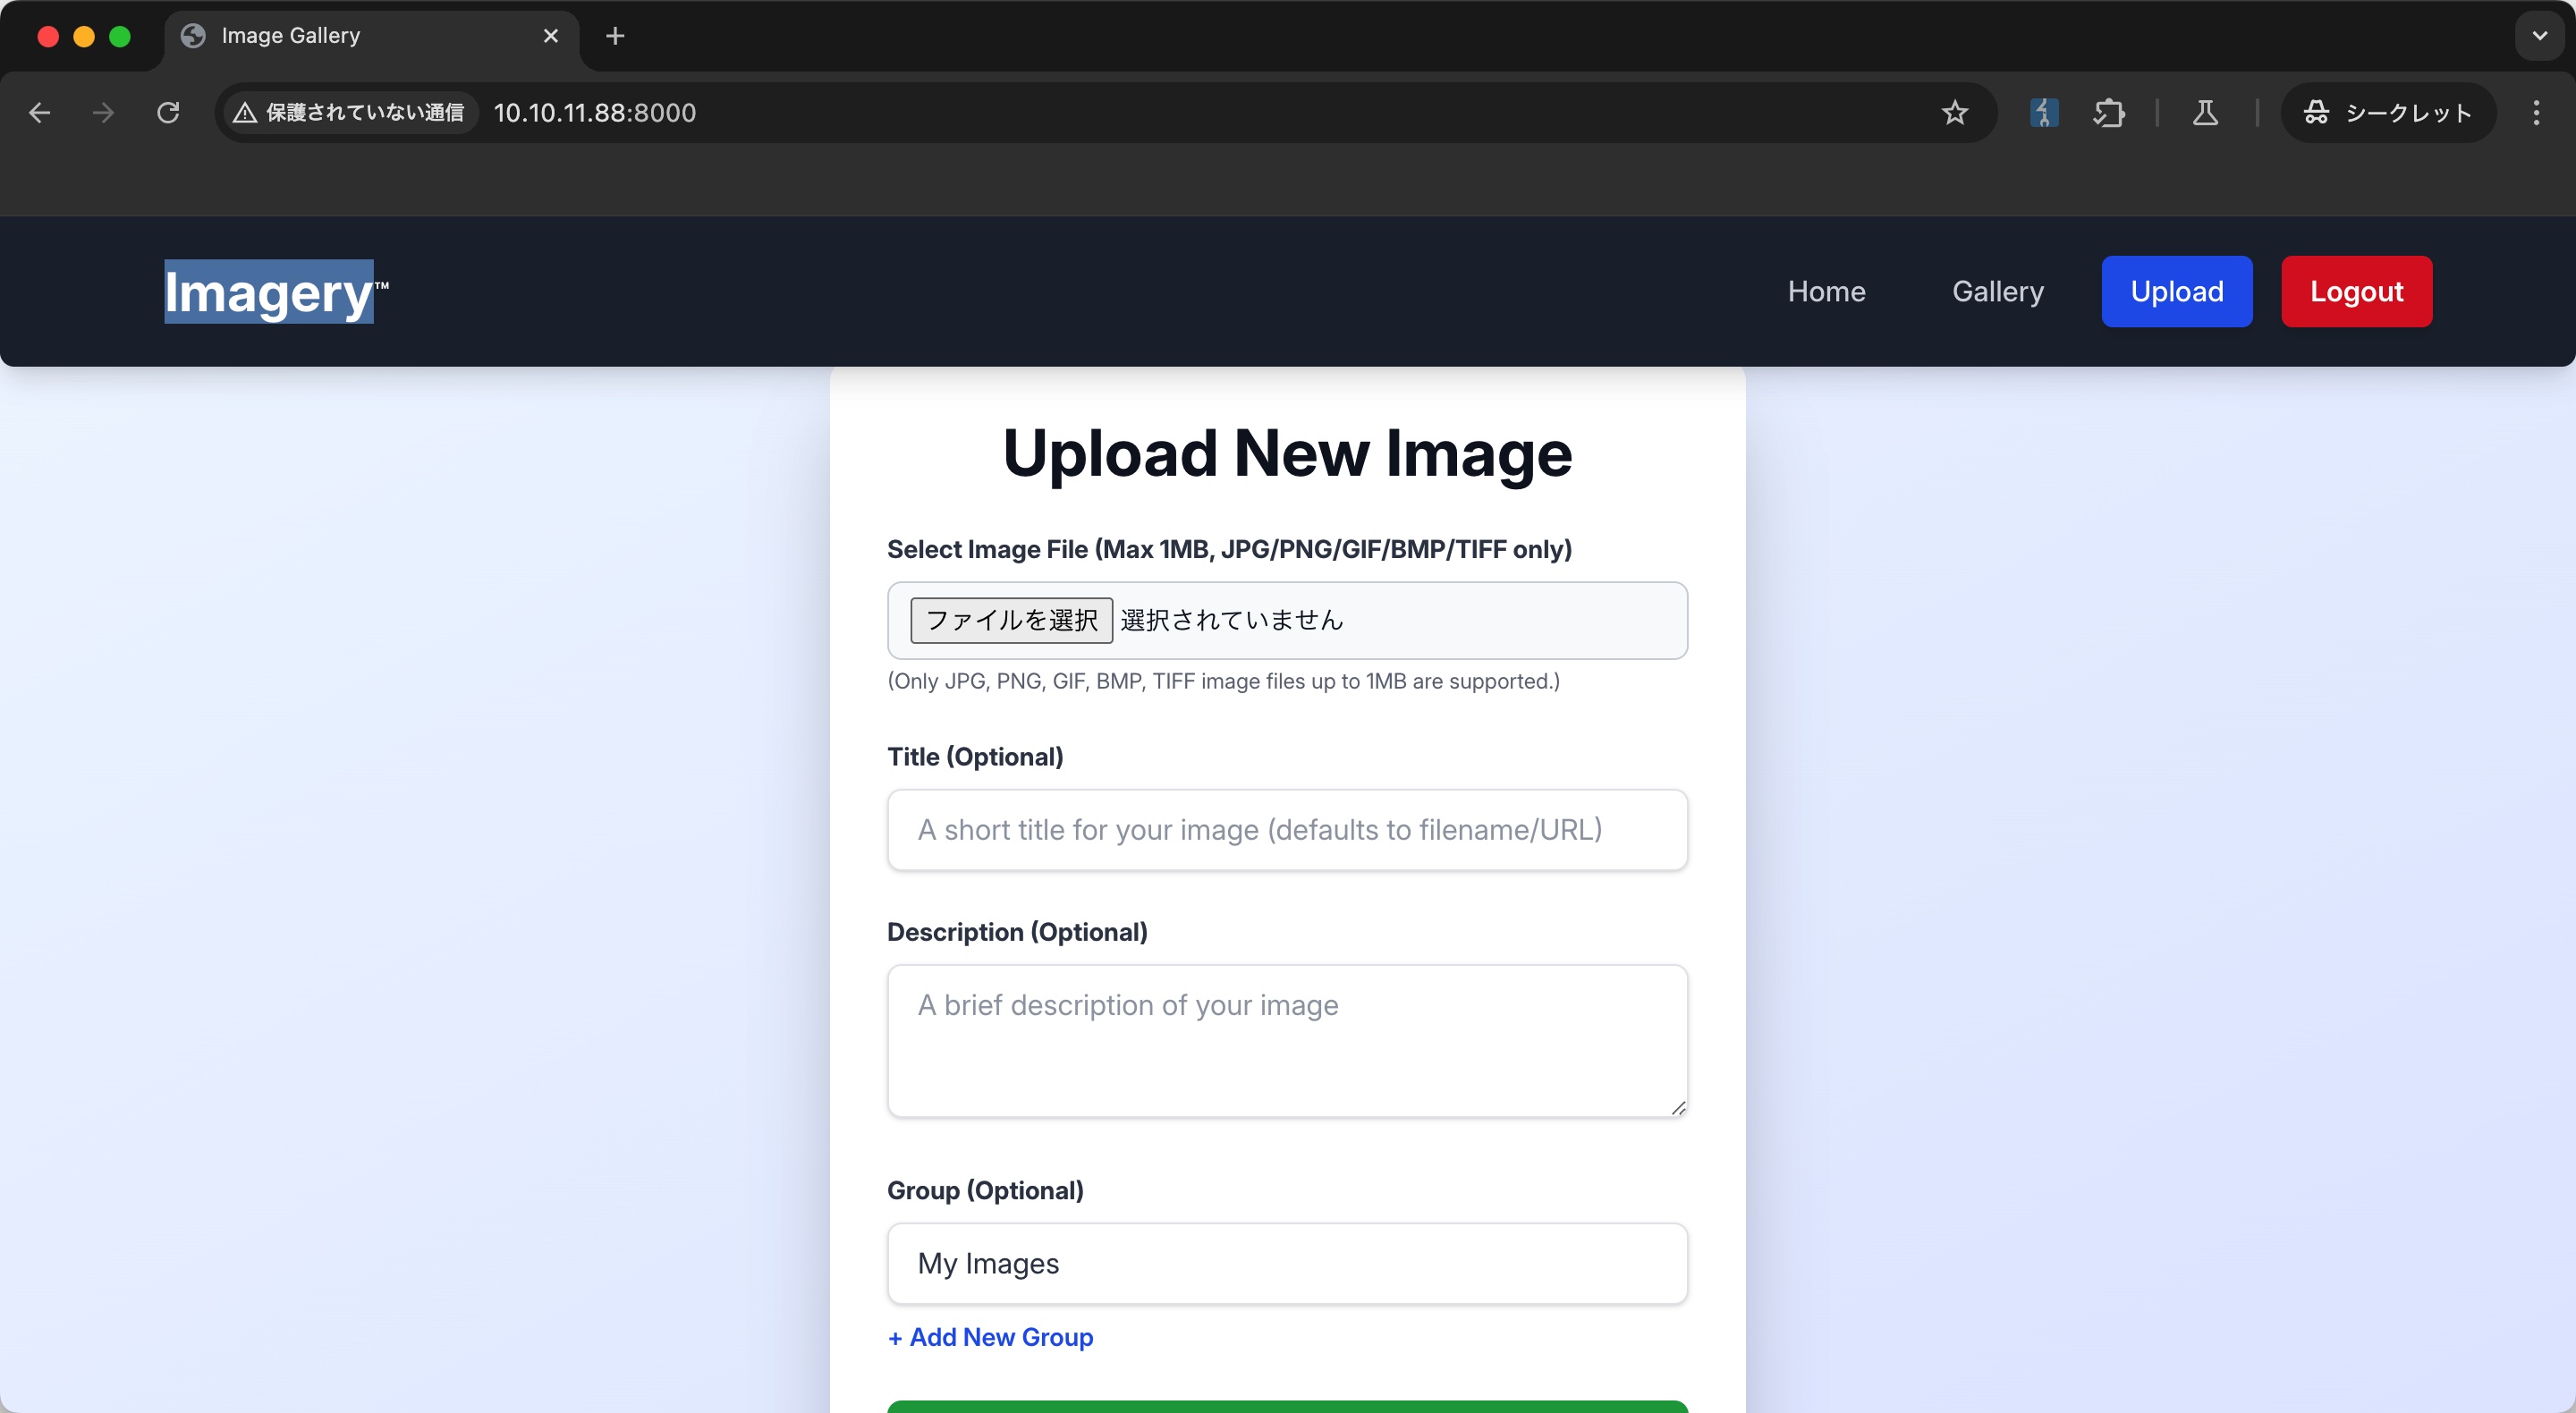 Image Gallery
保護されていない通信 10.10.11.88:8000 シークレット
Imagery™ Home Gallery Upload Logout
Upload New Image
Select Image File (Max 1MB, JPG/PNG/GIF/BMP/TIFF only)
ファイルを選択 選択されていません
(Only JPG, PNG, GIF, BMP, TIFF image files up to 1MB are supported.)
Title (Optional)
A short title for your image (defaults to filename/URL)
Description (Optional)
A brief description of your image
Group (Optional)
My Images
+ Add New Group